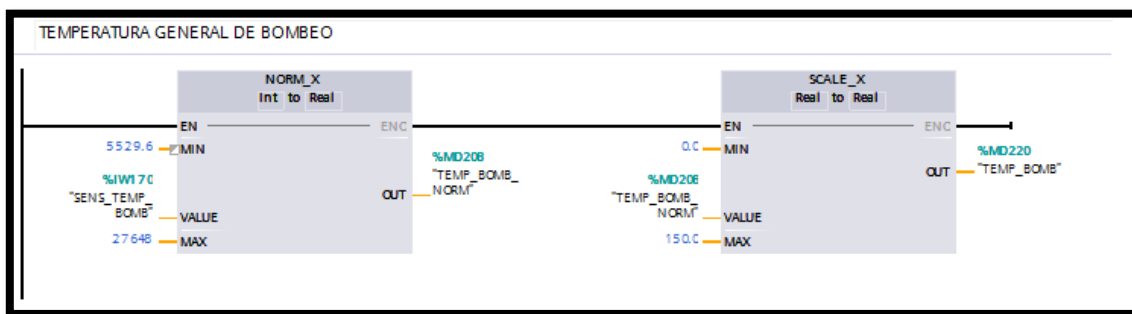 TEMPERATURA GENERAL DE BOMBEO
NORM_X
Int to Real
EN
ENO
5529.6
MIN
%IW170
"SENS_TEMP_
BOMB"
VALUE
27648
MAX
%MD208
"TEMP_BOMB_
NORM"
OUT
SCALE_X
Real to Real
EN
ENO
0.0
MIN
%MD208
"TEMP_BOMB_
NORM"
VALUE
150.0
MAX
%MD220
"TEMP_BOMB"
OUT